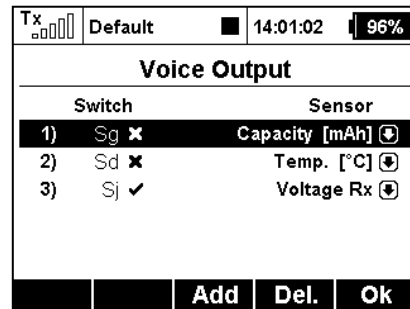 Tx Default 14:01:02 96%
Voice Output
Switch Sensor
1) Sg ✖ Capacity [mAh]
2) Sd ✖ Temp. [°C]
3) Sj ✔ Voltage Rx
Add Del. Ok